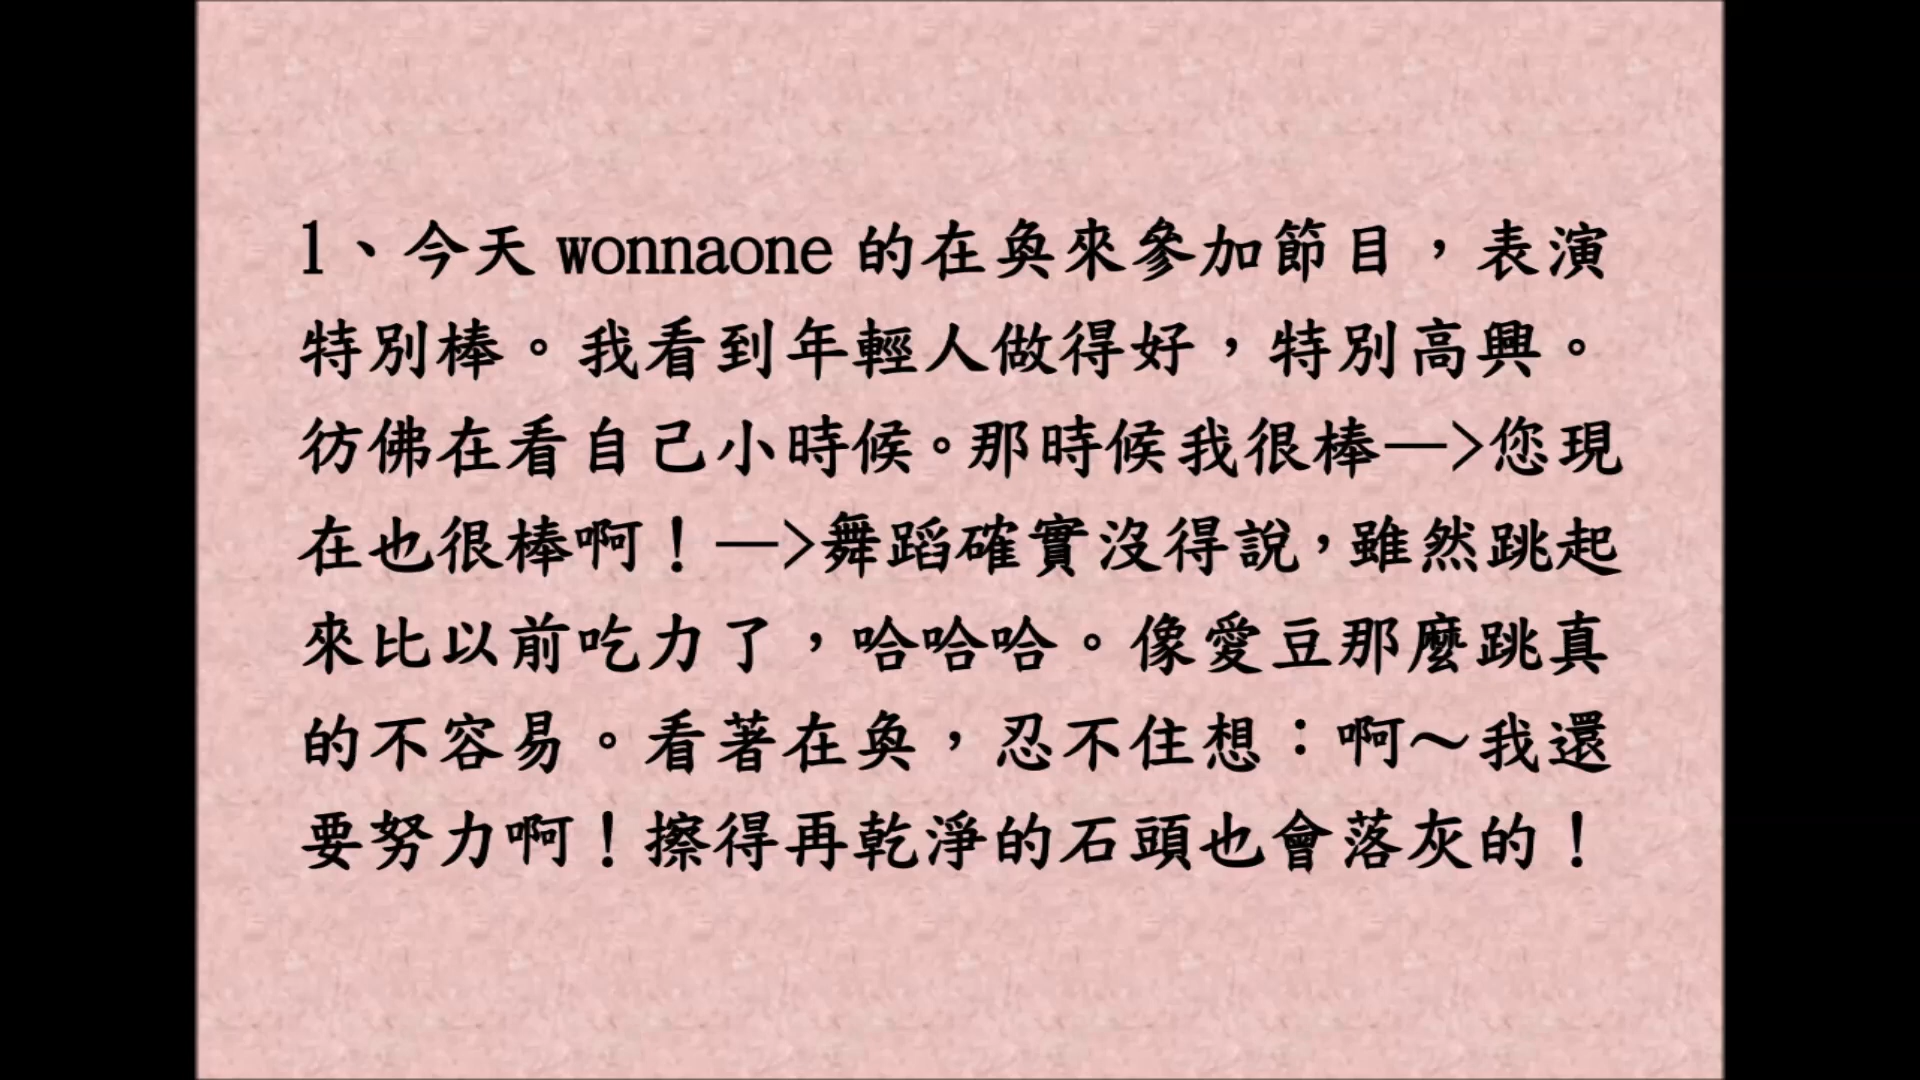 1、今天 wonnaone 的在奐來參加節目，表演
特別棒。我看到年輕人做得好，特別高興。
彷佛在看自己小時候。那時候我很棒—>您現
在也很棒啊！—>舞蹈確實沒得說，雖然跳起
來比以前吃力了，哈哈哈。像愛豆那麼跳真
的不容易。看著在奐，忍不住想：啊～我還
要努力啊！擦得再乾淨的石頭也會落灰的！